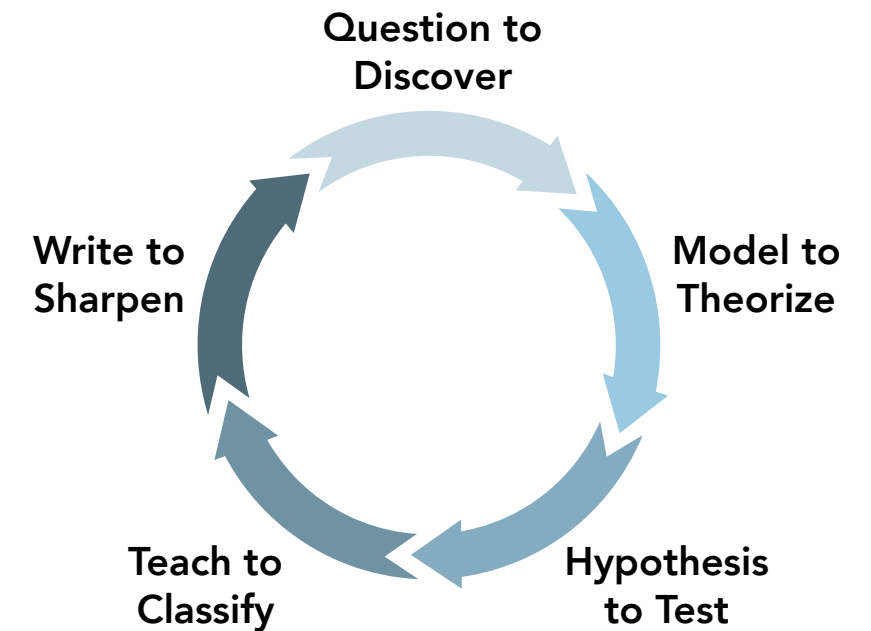 Question to
Discover
Model to
Theorize
Hypothesis
to Test
Teach to
Classify
Write to
Sharpen